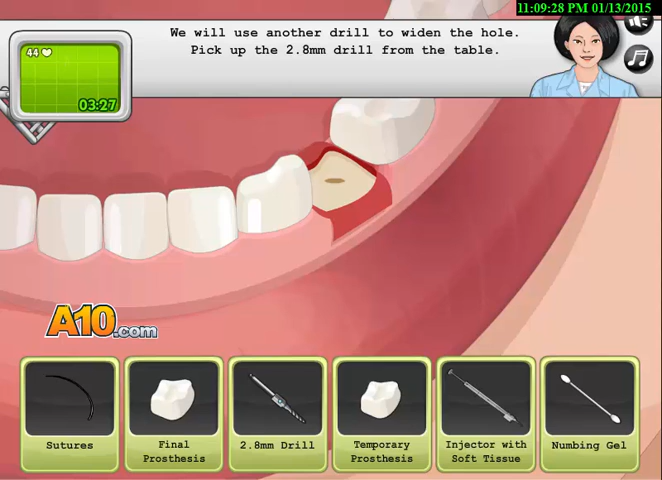 11:09:28 PM 01/13/2015
We will use another drill to widen the hole.
Pick up the 2.8mm drill from the table.
44
03:27
A10.com
Sutures
Final
Prosthesis
2.8mm Drill
Temporary
Prosthesis
Injector with
Soft Tissue
Numbing Gel